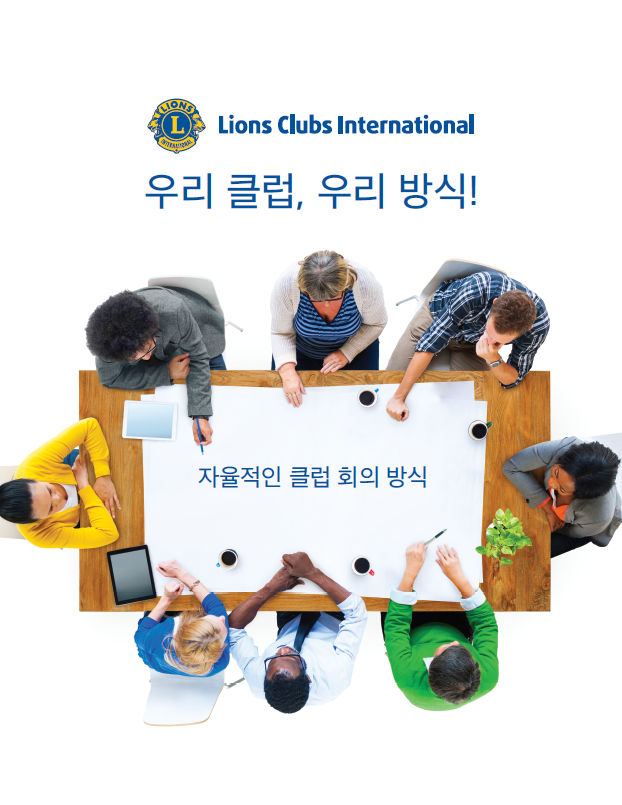 LIONS
L
INTERNATIONAL
Lions Clubs International
우리 클럽, 우리 방식!
자율적인 클럽 회의 방식